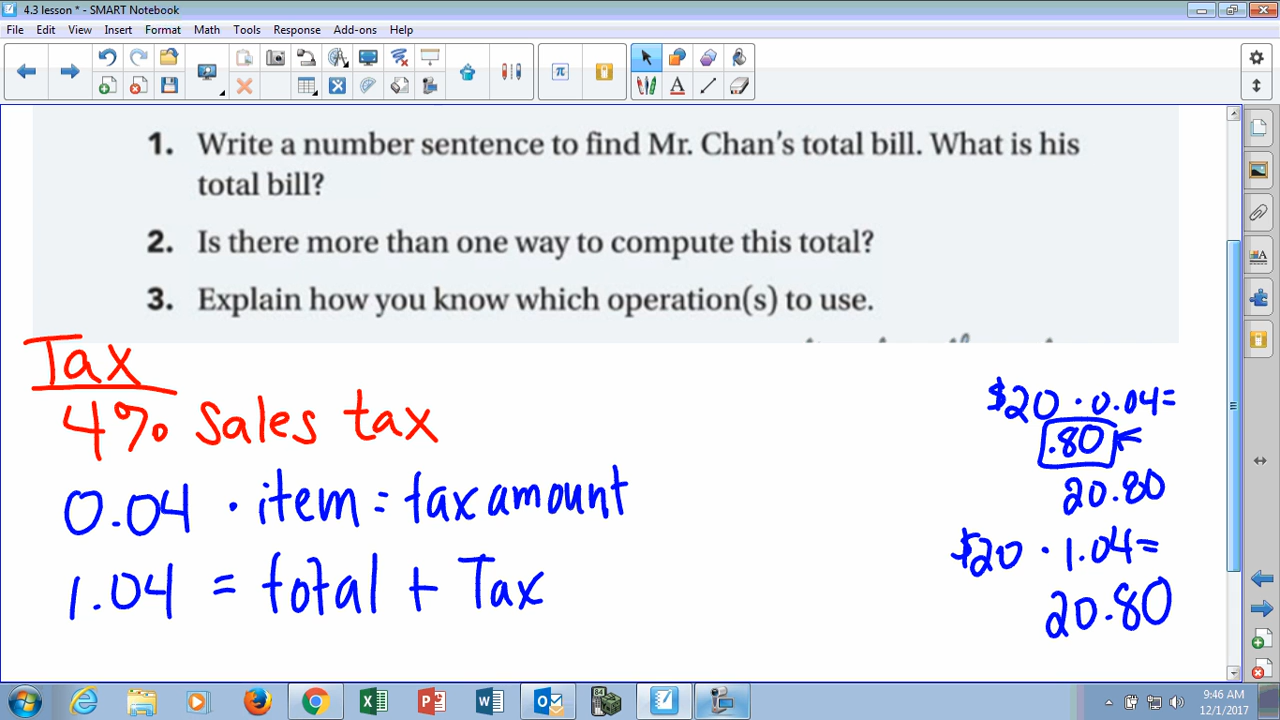 4.3 lesson * - SMART Notebook
File Edit View Insert Format Math Tools Response Add-ons Help
1. Write a number sentence to find Mr. Chan's total bill. What is his
total bill?
2. Is there more than one way to compute this total?
3. Explain how you know which operation(s) to use.
Tax
4% sales tax
0.04 · item = tax amount
1.04 = total + Tax
$20 · 0.04 =
.80
20.80
$20 · 1.04 =
20.80
9:46 AM
12/1/2017